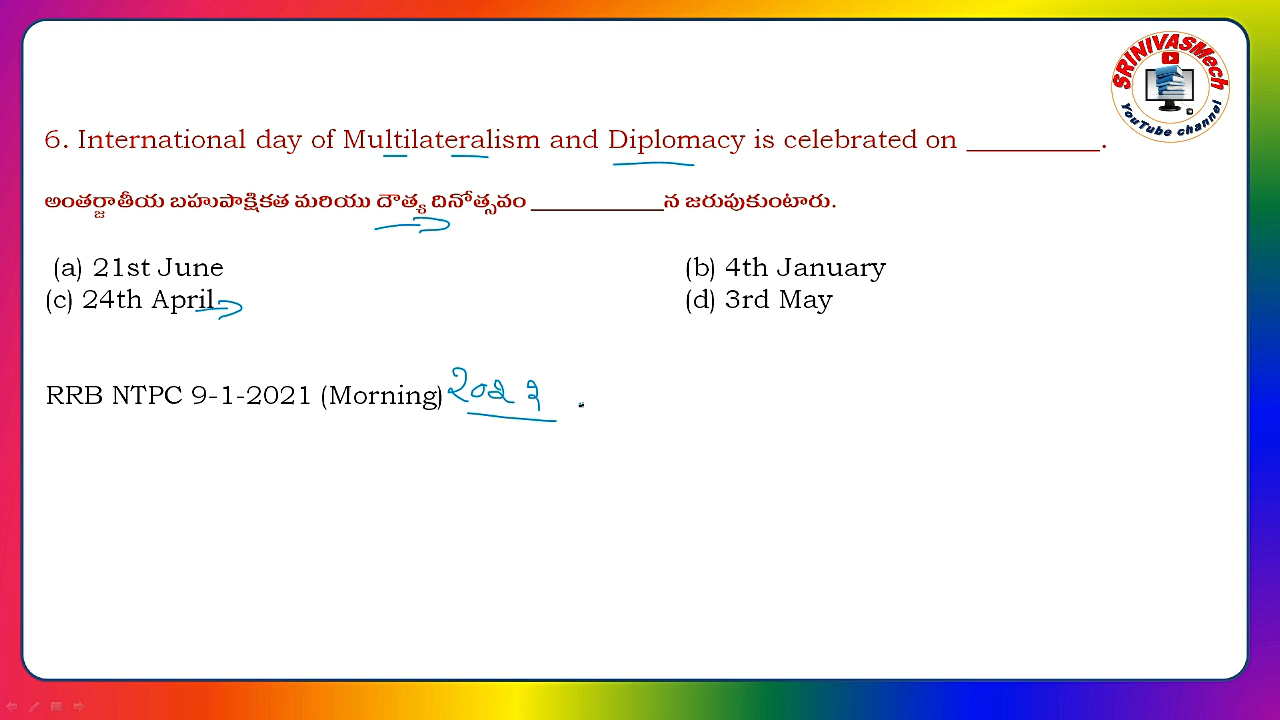 SRINIVASMech
YouTube channel
6. International day of Multilateralism and Diplomacy is celebrated on __________.
అంతర్జాతీయ బహుపాక్షికత మరియు దౌత్య దినోత్సవం __________న జరుపుకుంటారు.
(a) 21st June (b) 4th January
(c) 24th April (d) 3rd May
RRB NTPC 9-1-2021 (Morning)